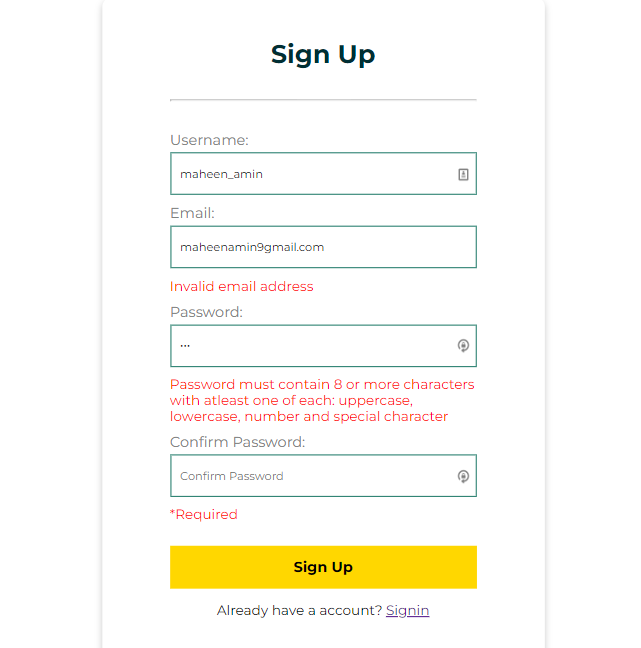 Sign Up
Username:
maheen_amin
Email:
maheenamin9gmail.com
Invalid email address
Password:
•••
Password must contain 8 or more characters
with atleast one of each: uppercase,
lowercase, number and special character
Confirm Password:
Confirm Password
*Required
Sign Up
Already have a account? Signin